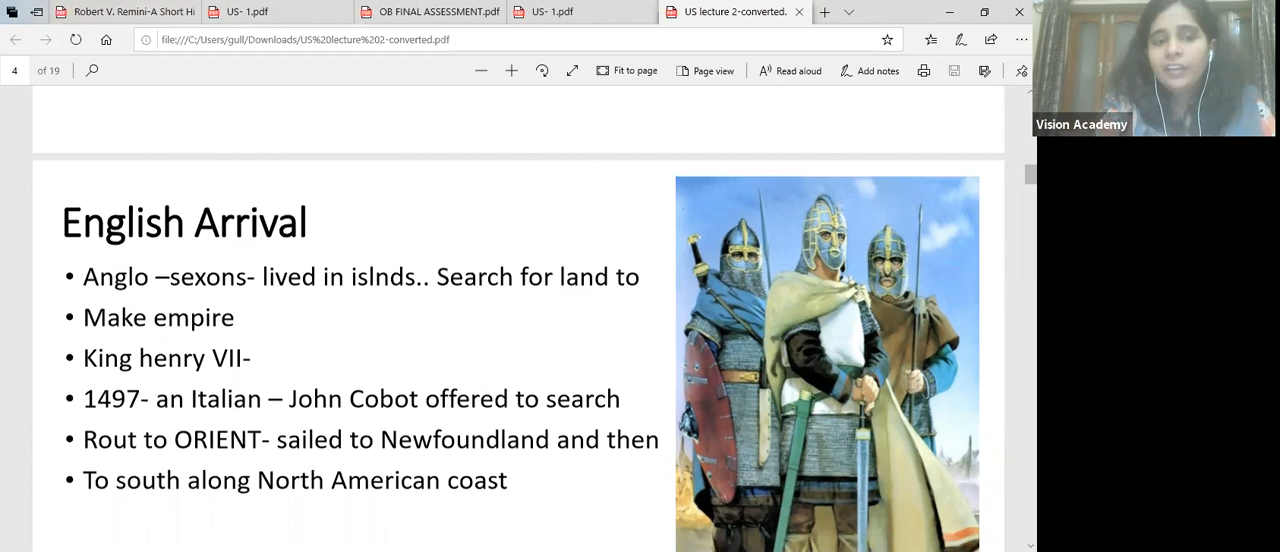 Robert V. Remini-A Short Hi
US- 1.pdf
OB FINAL ASSESSMENT.pdf
US- 1.pdf
US lecture 2-converted.
file:///C:/Users/gull/Downloads/US%20lecture%202-converted.pdf
4 of 19
Fit to page
Page view
Read aloud
Add notes
Vision Academy
English Arrival
• Anglo –sexons- lived in islnds.. Search for land to
• Make empire
• King henry VII-
• 1497- an Italian – John Cobot offered to search
• Rout to ORIENT- sailed to Newfoundland and then
• To south along North American coast